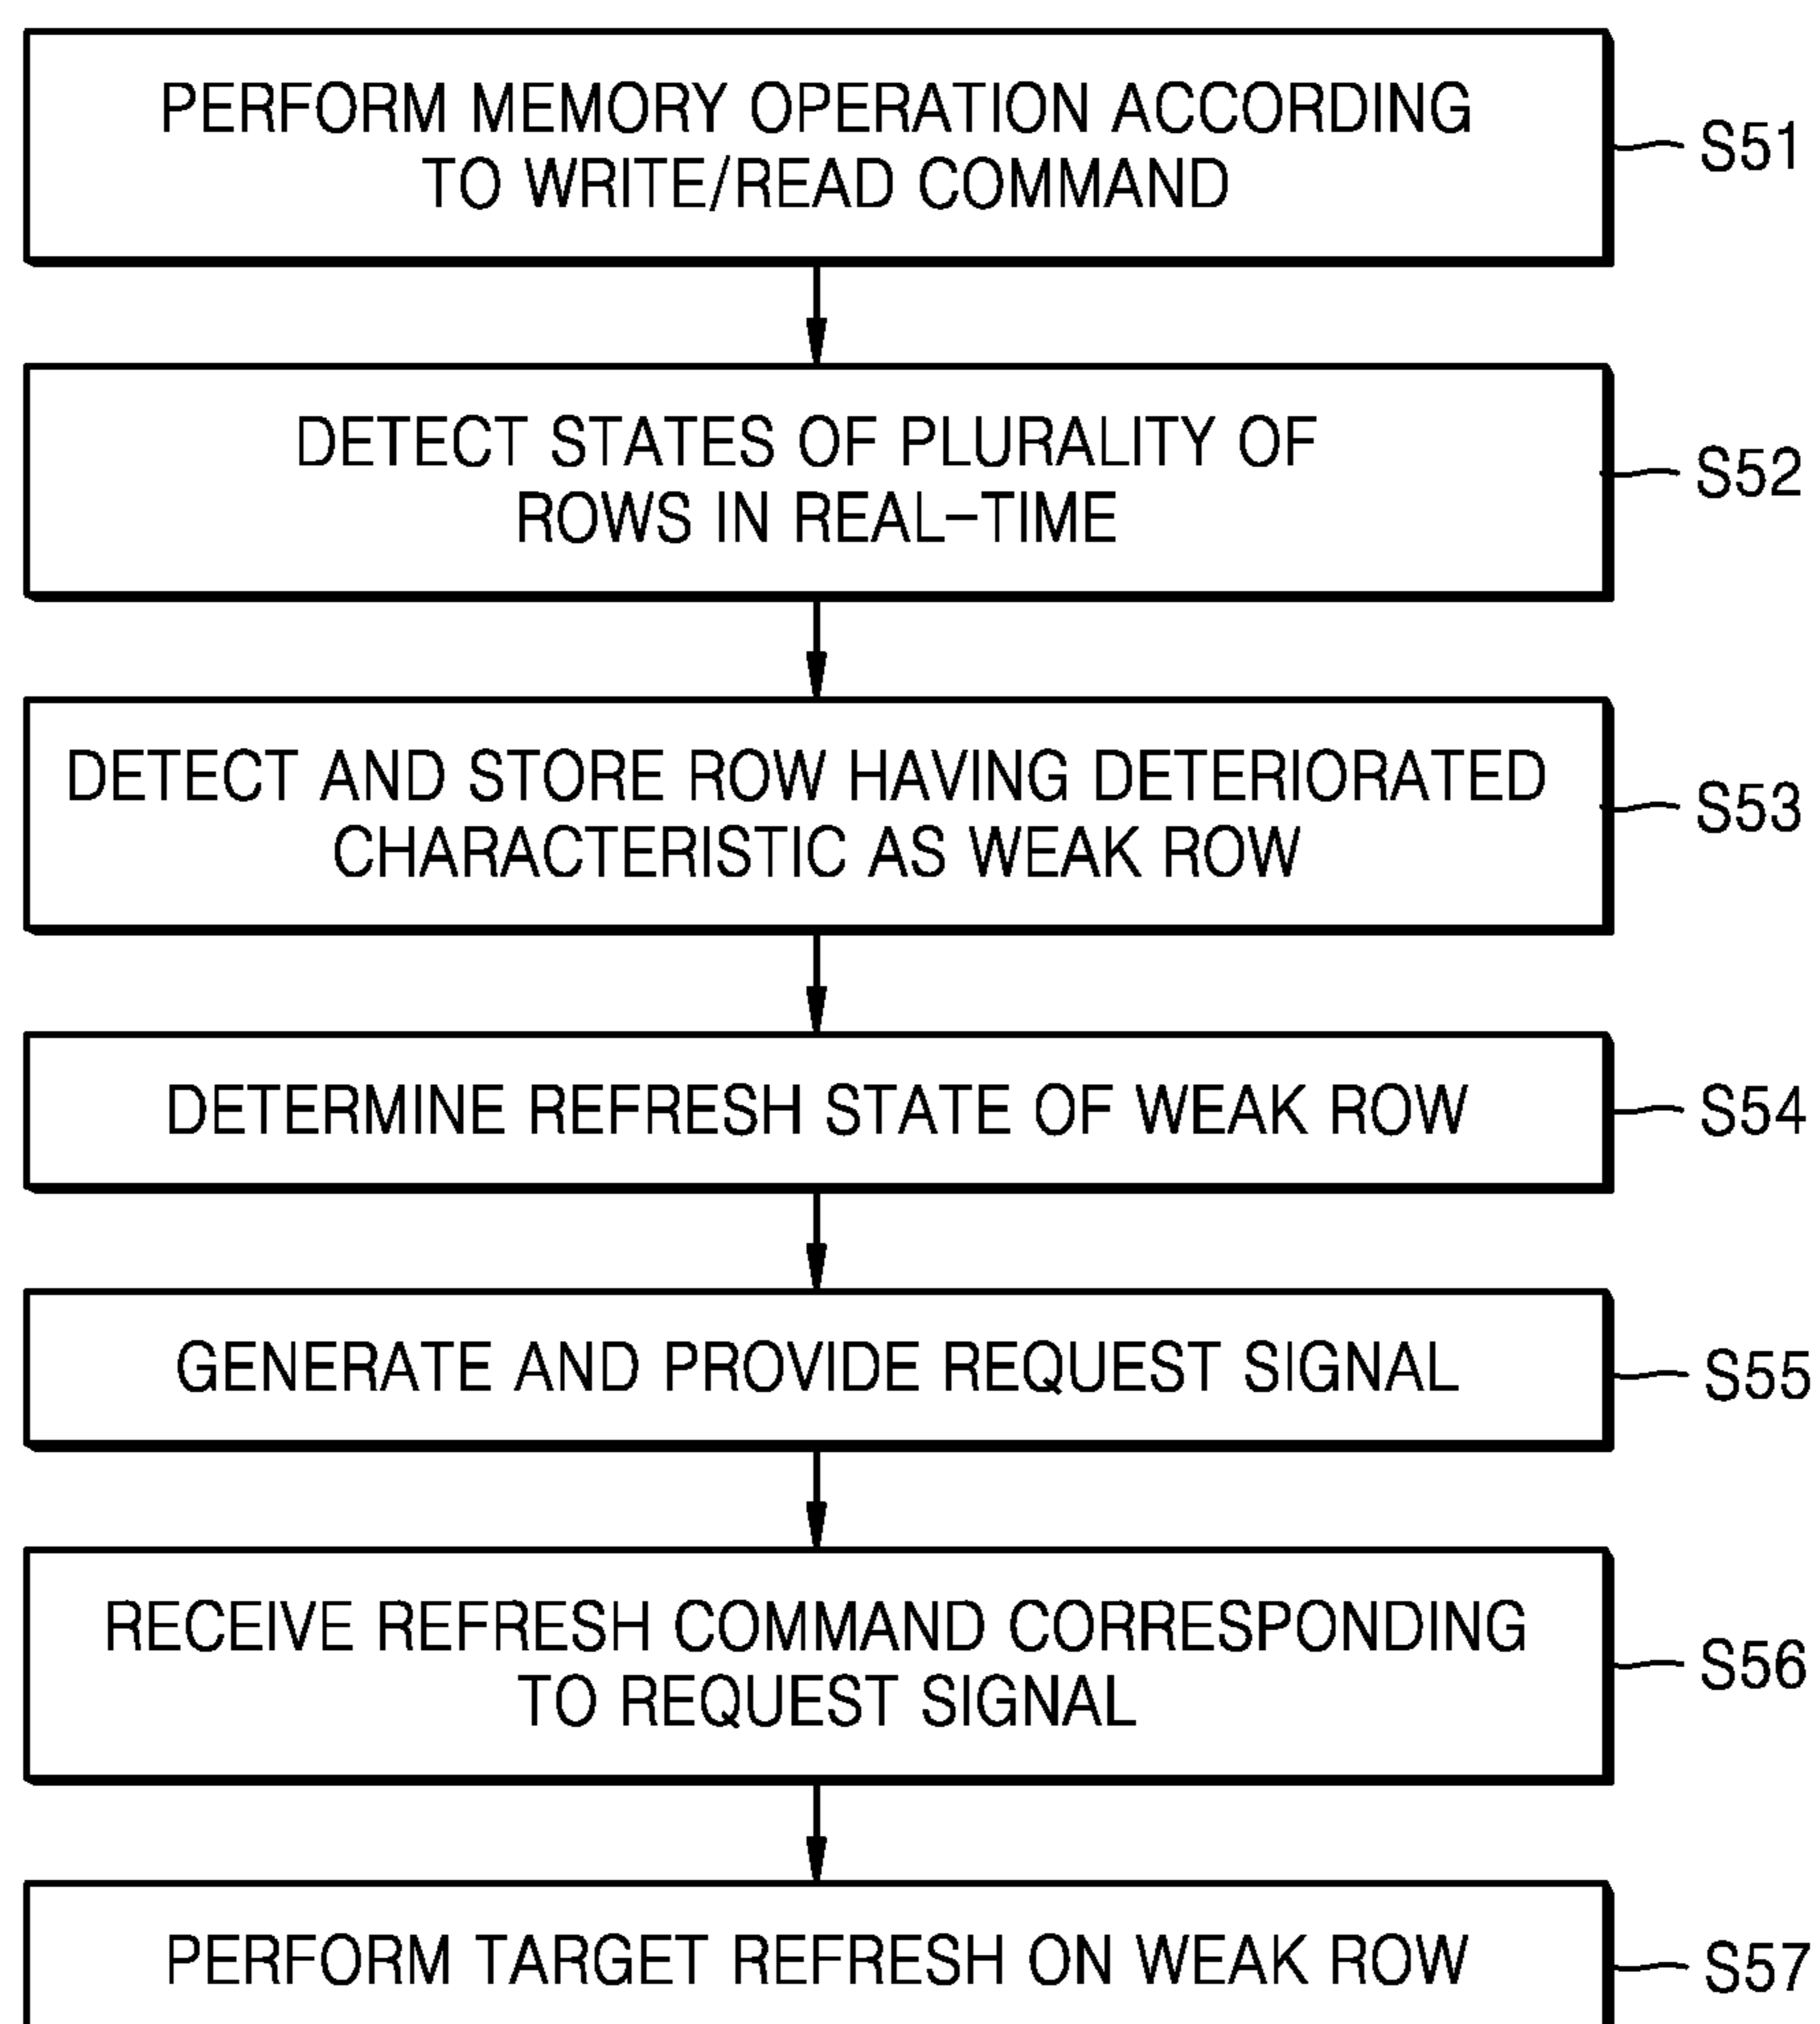 PERFORM MEMORY OPERATION ACCORDING
TO WRITE/READ COMMAND
S51
DETECT STATES OF PLURALITY OF
ROWS IN REAL-TIME
S52
DETECT AND STORE ROW HAVING DETERIORATED
CHARACTERISTIC AS WEAK ROW
S53
DETERMINE REFRESH STATE OF WEAK ROW
S54
GENERATE AND PROVIDE REQUEST SIGNAL
S55
RECEIVE REFRESH COMMAND CORRESPONDING
TO REQUEST SIGNAL
S56
PERFORM TARGET REFRESH ON WEAK ROW
S57